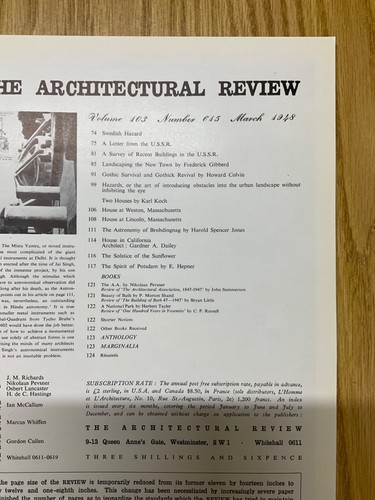 THE ARCHITECTURAL REVIEW
Volume 103 Number 615 March 1948
74 Swedish Hazard
75 A Letter from the U.S.S.R.
81 A Survey of Recent Buildings in the U.S.S.R.
85 Landscaping the New Town by Frederick Gibberd
91 Gothic Survival and Gothick Revival by Howard Colvin
99 Hazards, or the art of introducing obstacles into the urban landscape without
inhibiting the eye
Two Houses by Karl Koch
106 House at Weston, Massachusetts
108 House at Lincoln, Massachusetts
111 The Astronomy of Brobdingnag by Harold Spencer Jones
114 House in California
Architect: Gardner A. Dailey
116 The Solstice of the Sunflower
117 The Spirit of Potsdam by E. Hepner
BOOKS
121 The A.A. by Nikolaus Pevsner
Review of "The Architectural Association, 1847-1947" by John Summerson
121 Beauty of Bath by P. Morton Shand
Review of "The Building of Bath 47—1947" by Bryan Little
122 A National Park by Herbert Tayler
Review of "One Hundred Years in Yosemite" by C. P. Russell
122 Shorter Notices
122 Other Books Received
123 ANTHOLOGY
123 MARGINALIA
124 Résumés
The Misra Yantra, or mixed instru-
most complicated of the giant
instruments at Delhi. It is thought
erected after the time of Jai Singh,
of the immense project, by his son
Singh. Although the stimulus which
to astronomical observation did
long after his death, as the Astron-
points out in his article on page 111,
was, nevertheless, an outstanding
in Hindu astronomy." It is true
smaller metal instruments such as
-Quadrant from Tycho Brahe's
1602 would have done the job better.
of how to achieve a monumental
use solely of abstract forms is one
the minds of many architects
Singh's astronomical instruments
is not an insoluble problem.
J. M. Richards
Nikolaus Pevsner
Osbert Lancaster
H. de C. Hastings
Ian McCallum
Marcus Whiffen
Gordon Cullen
Whitehall 0611-0619
SUBSCRIPTION RATE: The annual post free subscription rate, payable in advance,
is £2 sterling, in U.S.A. and Canada $8.50, in France (sole distributors, L'Homme
et L'Architecture, No. 10, Rue St.-Augustin, Paris, 2e) 1,200 francs. An index
is issued every six months, covering the period January to June and July to
December, and may be obtained without charge on application to the publishers:
THE ARCHITECTURAL REVIEW
9-13 Queen Anne's Gate, Westminster, SW1 · Whitehall 0611
THREE SHILLINGS AND SIXPENCE
the page size of the REVIEW is temporarily reduced from its former eleven by fourteen inches to
twelve and one-eighth inches. This change has been necessitated by increasingly severe paper
the number of pages as to jeopardize the standards which the REVIEW has tried to maintain